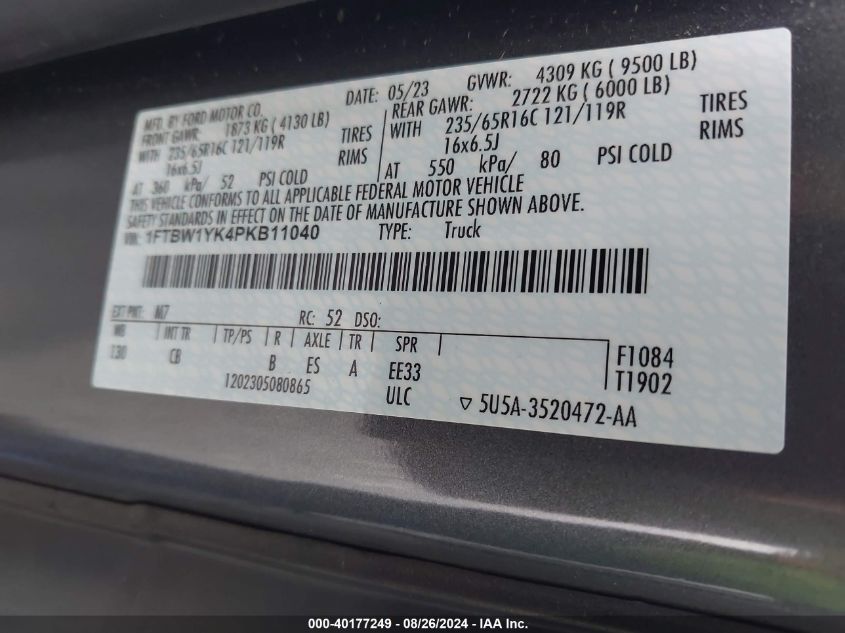 MFD. BY FORD MOTOR CO.
DATE: 05/23 GVWR: 4309 KG ( 9500 LB)
FRONT GAWR: 1873 KG ( 4130 LB)
REAR GAWR: 2722 KG ( 6000 LB)
WITH 235/65R16C 121/119R TIRES
WITH 235/65R16C 121/119R TIRES
16x6.5J RIMS
16x6.5J RIMS
AT 360 kPa/ 52 PSI COLD
AT 550 kPa/ 80 PSI COLD
THIS VEHICLE CONFORMS TO ALL APPLICABLE FEDERAL MOTOR VEHICLE
SAFETY STANDARDS IN EFFECT ON THE DATE OF MANUFACTURE SHOWN ABOVE.
VIN: 1FTBW1YK4PKB11040 TYPE: Truck
EXT PNT: M7 RC: 52 DSO:
WB | INT TR | TP/PS | R | AXLE | TR | SPR
130 CB B ES A EE33
F1084
T1902
1202305080865 ULC
▽ 5U5A-3520472-AA
000-40177249 - 08/26/2024 - IAA Inc.